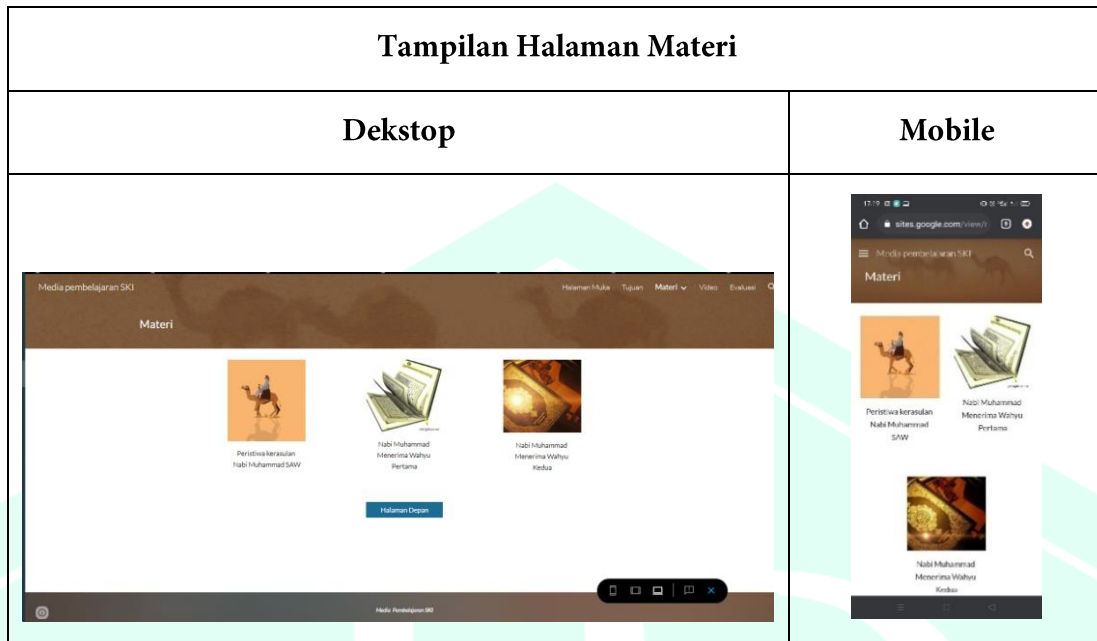 Tampilan Halaman Materi
Dekstop
Mobile
Media pembelajaran SKI
Halaman Muka Tujuan Materi Video Evaluasi
Materi
Peristiwa kerasulan
Nabi Muhammad SAW
Nabi Muhammad
Menerima Wahyu
Pertama
Nabi Muhammad
Menerima Wahyu
Kedua
Halaman Depan
Media Pembelajaran SKI
17.19
sites.google.com/view/r
Media pembelajaran SKI
Materi
Peristiwa kerasulan
Nabi Muhammad
SAW
Nabi Muhammad
Menerima Wahyu
Pertama
Nabi Muhammad
Menerima Wahyu
Kedua